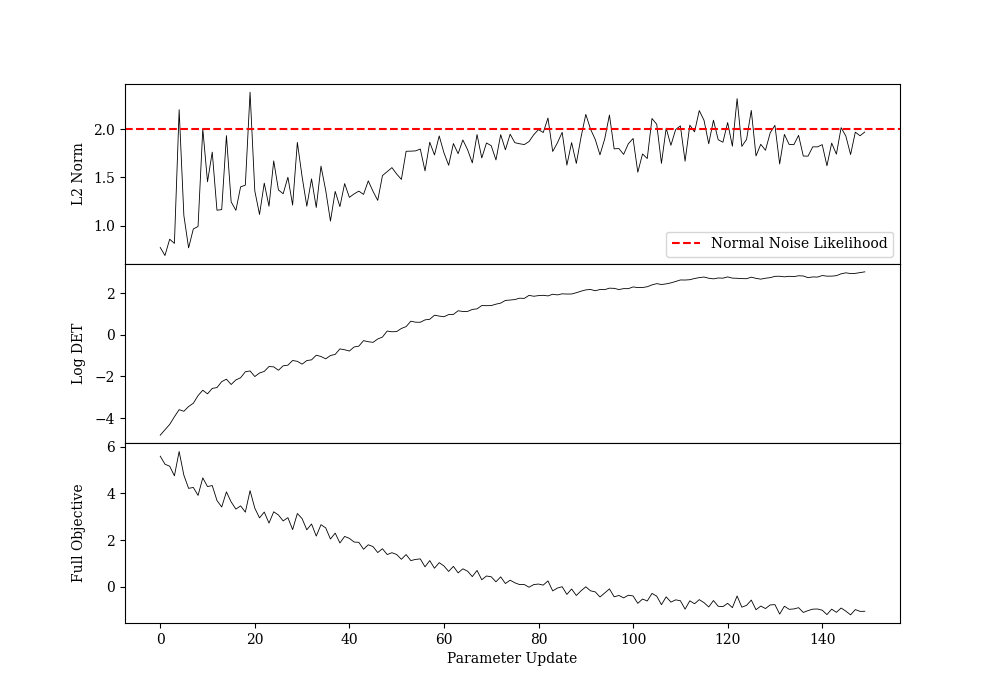 2.0
1.5
1.0
L2 Norm
Normal Noise Likelihood
2
0
−2
−4
Log DET
6
4
2
0
Full Objective
0 20 40 60 80 100 120 140
Parameter Update